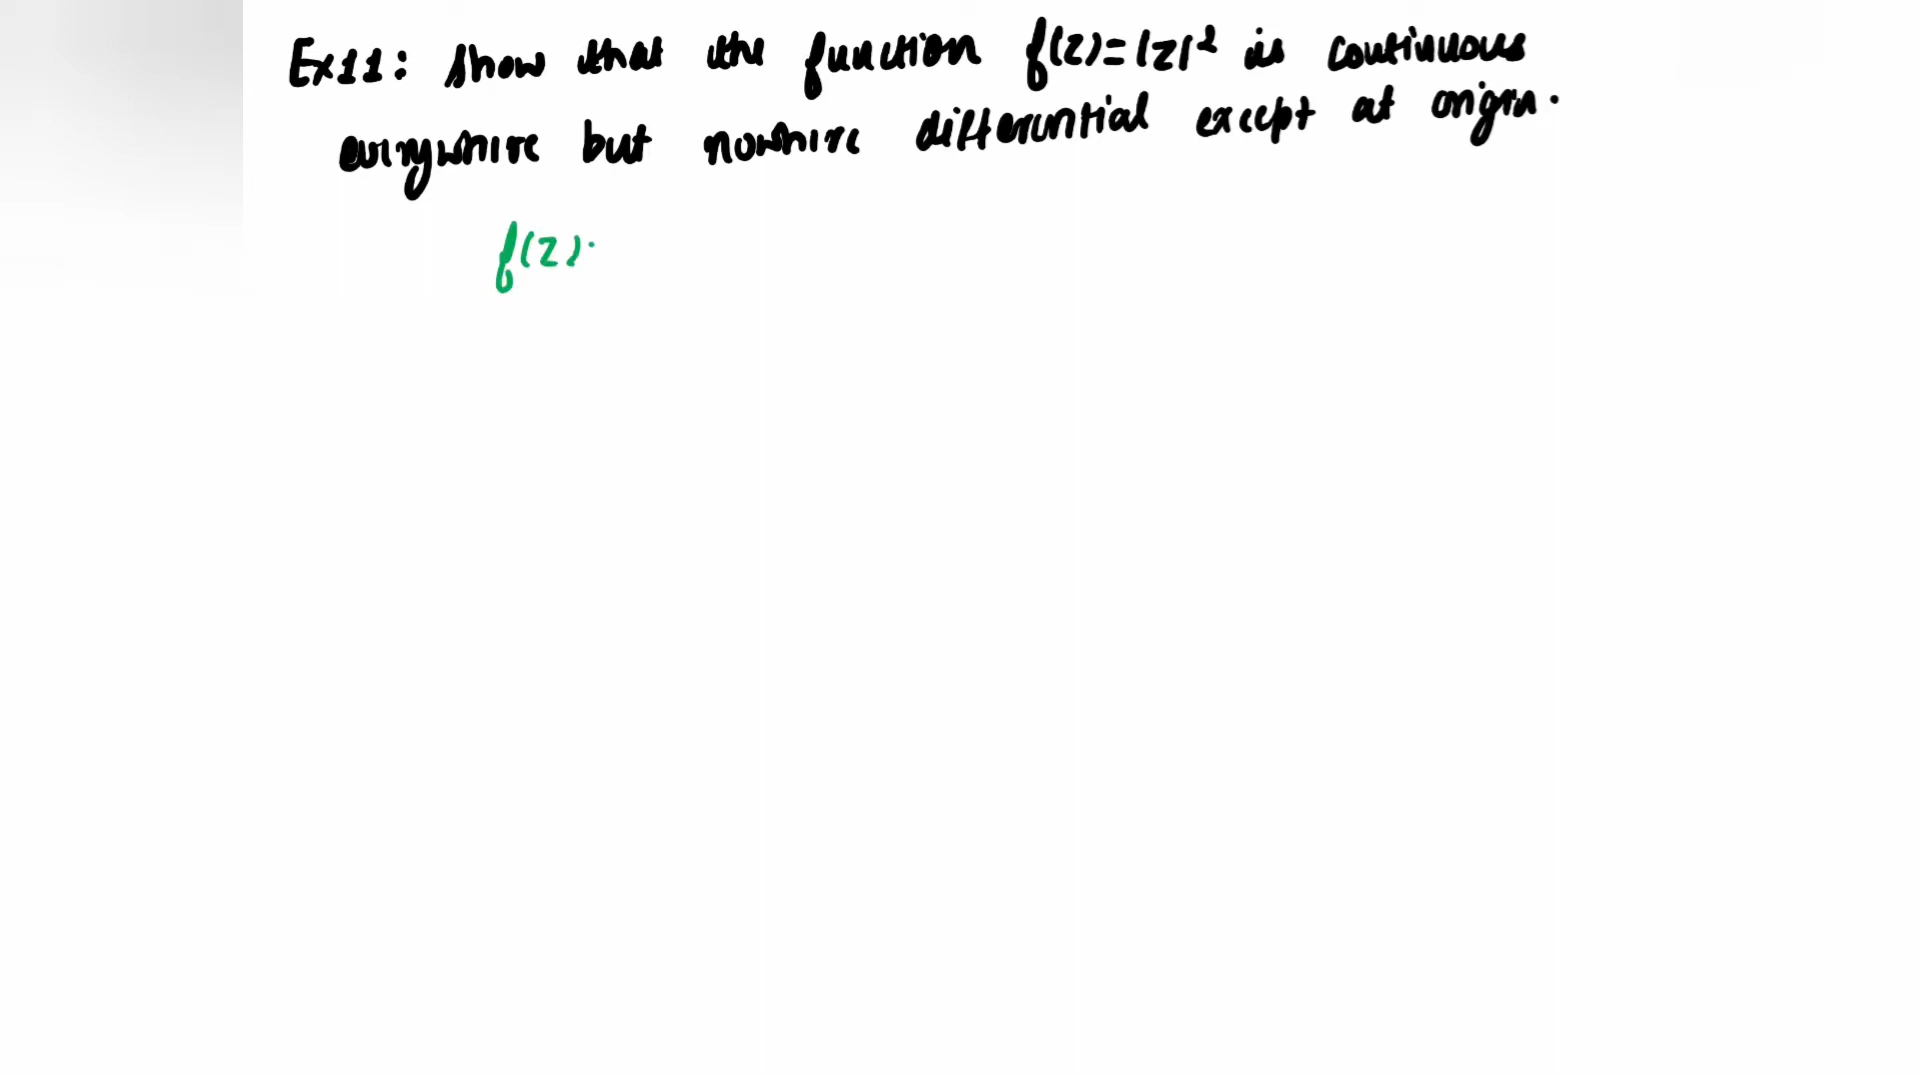 Ex11: show that the function f(z)=|z|² is continuous
everywhere but nowhere differential except at origin.
f(z)